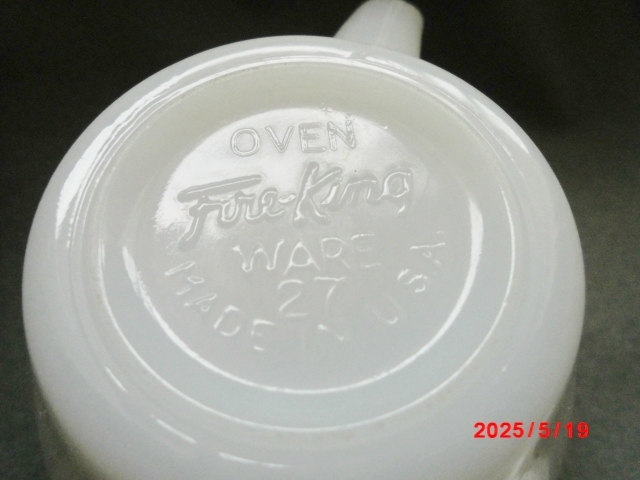 OVEN
Fire-King
WARE
27
MADE IN U.S.A.
2025/5/19